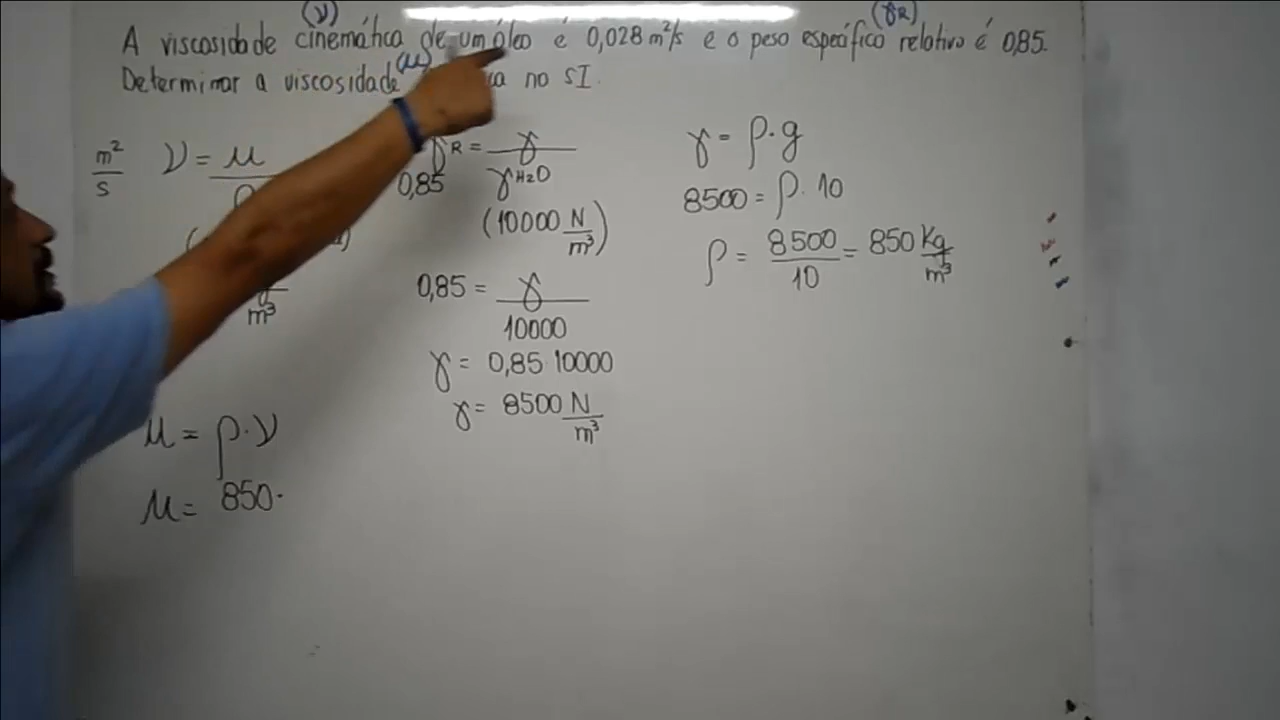 (ν) (γR)
A viscosidade cinemática de um óleo é 0,028 m²/s e o peso específico relativo é 0,85.
(μ)
Determinar a viscosidade no SI.
m²/s ν = μ/ρ
γR = γ/γH2O
0,85
(10000 N/m³)
m³
0,85 = γ/10000
γ = 0,85 10000
γ = 8500 N/m³
γ = ρ.g
8500 = ρ. 10
ρ = 8500/10 = 850 Kg/m³
μ = ρ.ν
μ = 850.